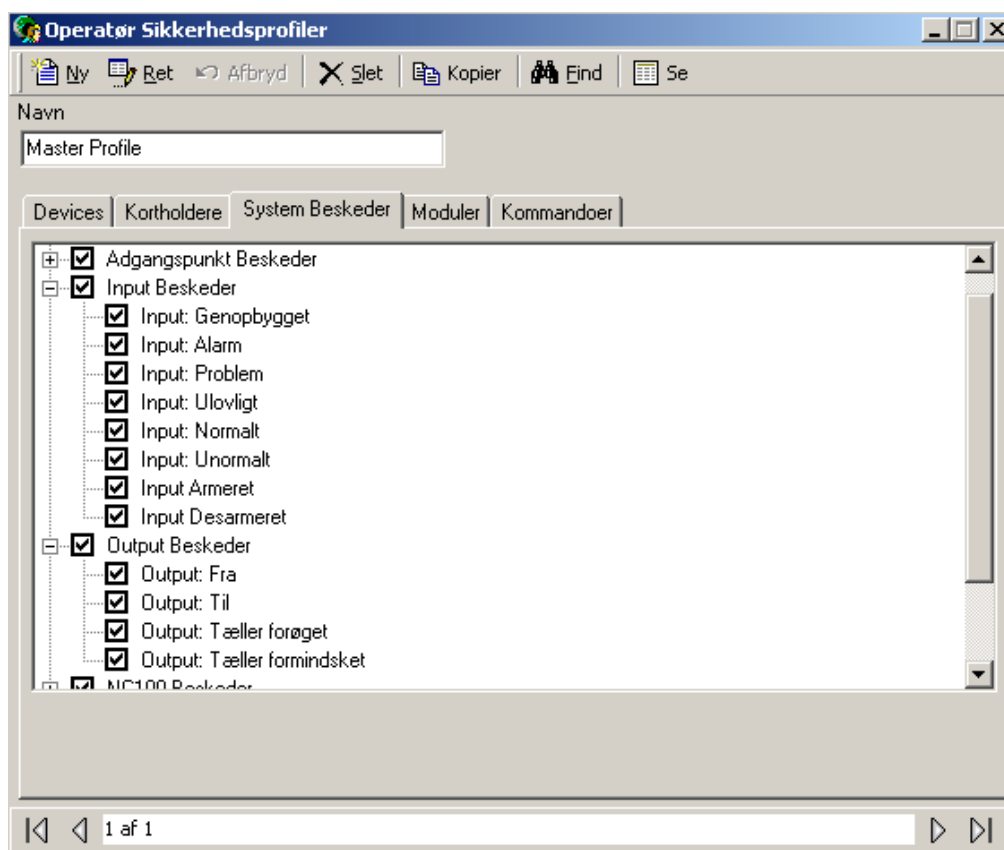 Operatør Sikkerhedsprofiler
Ny Ret Afbryd Slet Kopier Find Se
Navn
Master Profile
Devices Kortholdere System Beskeder Moduler Kommandoer
Adgangspunkt Beskeder
Input Beskeder
Input: Genopbygget
Input: Alarm
Input: Problem
Input: Ulovligt
Input: Normalt
Input: Unormalt
Input Armeret
Input Desarmeret
Output Beskeder
Output: Fra
Output: Til
Output: Tæller forøget
Output: Tæller formindsket
NC100 Beskeder
1 af 1